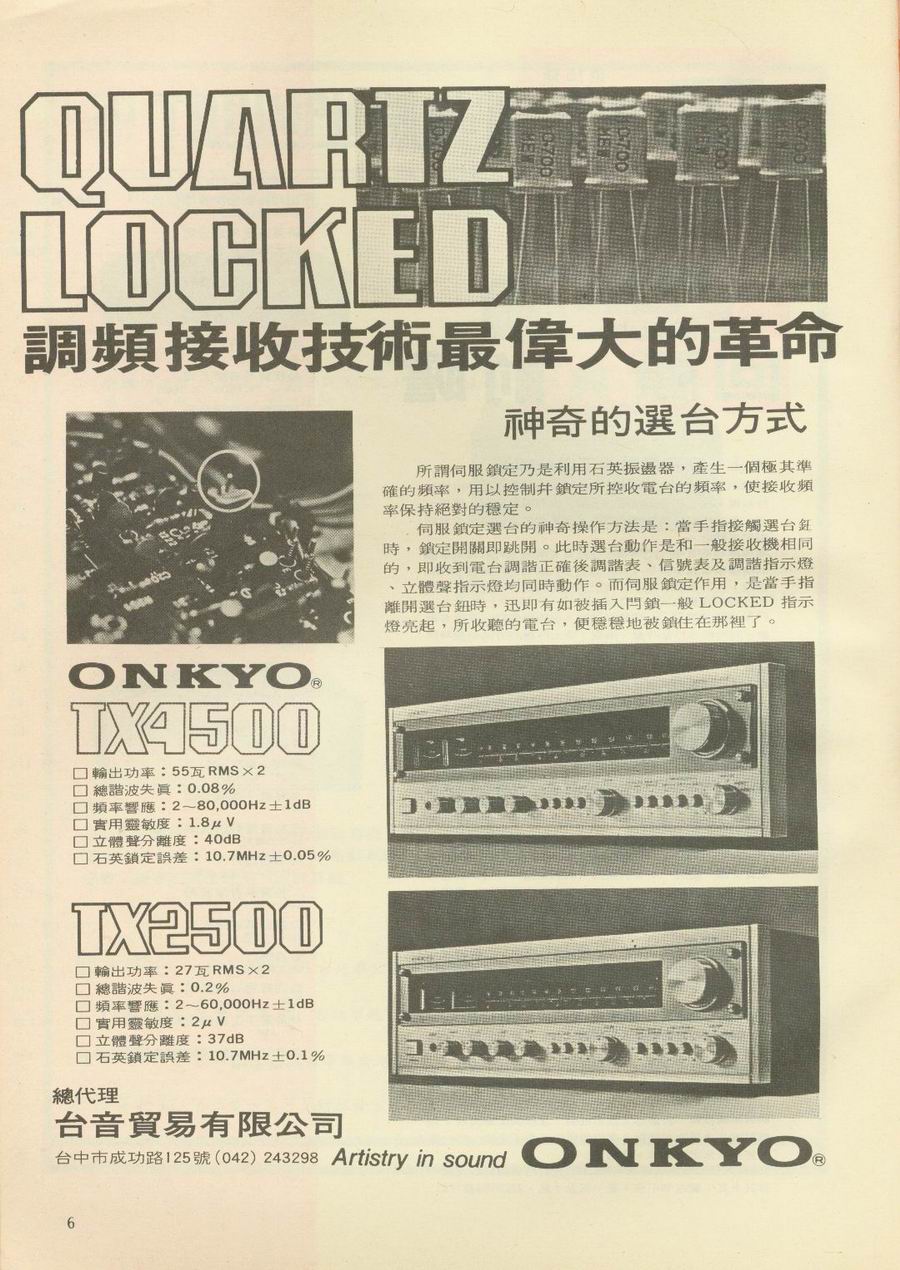 QUARTZ
LOCKED
調頻接收技術最偉大的革命
神奇的選台方式
所謂伺服鎖定乃是利用石英振盪器,產生一個極其準
確的頻率,用以控制幷鎖定所控收電台的頻率,使接收頻
率保持絕對的穩定。
伺服鎖定選台的神奇操作方法是:當手指接觸選台鈕
時,鎖定開關即跳開。此時選台動作是和一般接收機相同
的,即收到電台調諧正確後調諧表、信號表及調諧指示燈
、立體聲指示燈均同時動作。而伺服鎖定作用,是當手指
離開選台鈕時,迅即有如被插入門鎖一般 LOCKED 指示
燈亮起,所收聽的電台,便穩穩地被鎖住在那裡了。
ONKYO®
TX4500
□ 輸出功率:55瓦 RMS×2
□ 總諧波失眞:0.08%
□ 頻率響應:2~80,000Hz±1dB
□ 實用靈敏度:1.8μV
□ 立體聲分離度:40dB
□ 石英鎖定誤差:10.7MHz±0.05%
TX2500
□ 輸出功率:27瓦 RMS×2
□ 總諧波失眞:0.2%
□ 頻率響應:2~60,000Hz±1dB
□ 實用靈敏度:2μV
□ 立體聲分離度:37dB
□ 石英鎖定誤差:10.7MHz±0.1%
總代理
台音貿易有限公司
台中市成功路125號(042) 243298
Artistry in sound ONKYO®
6